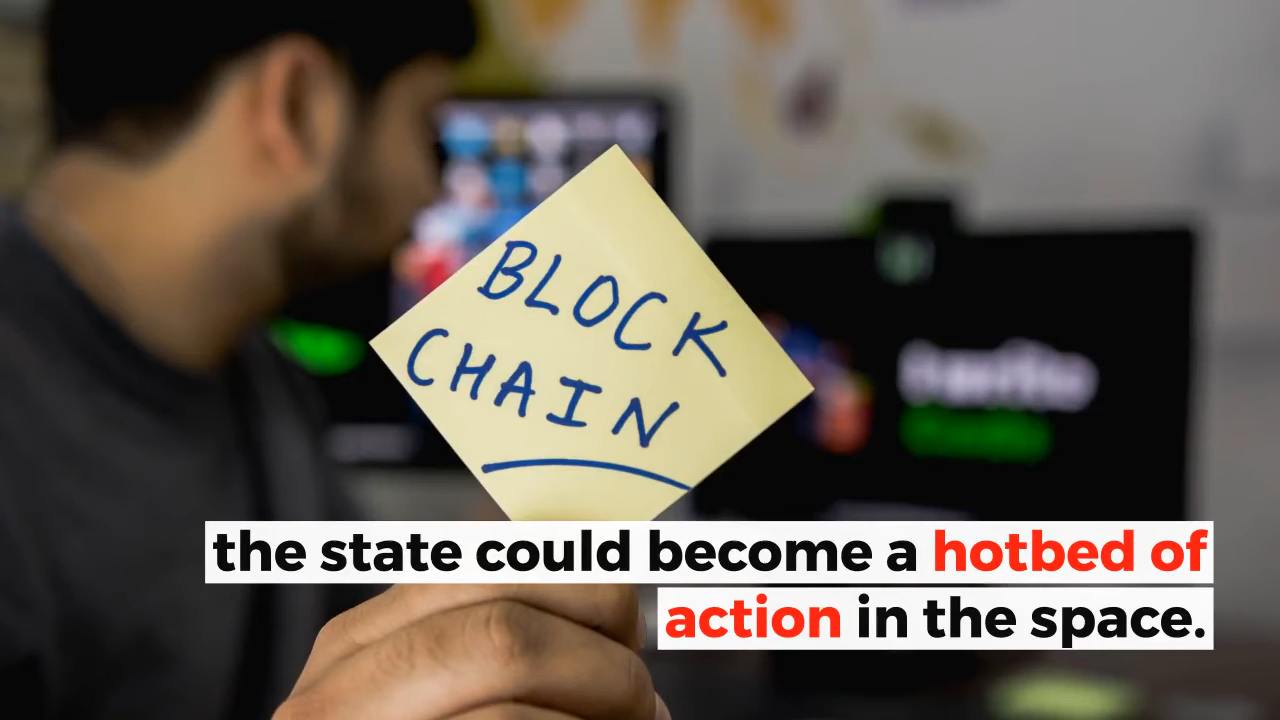 BLOCK
CHAIN
the state could become a hotbed of
action in the space.